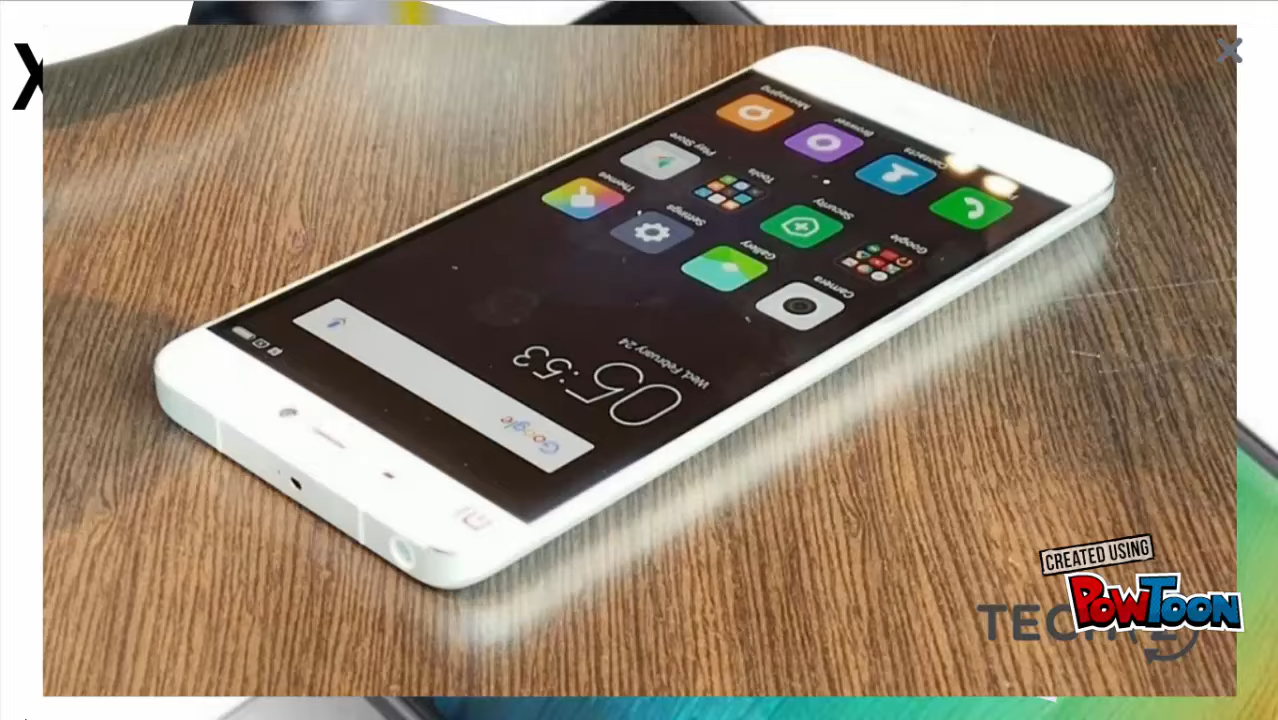 X
Messaging
Browser
Contacts
Play Store
Tools
Security
Google
Themes
Settings
Gallery
Camera
Wed, February 24
05:53
Google
MI
CREATED USING
POWTOON